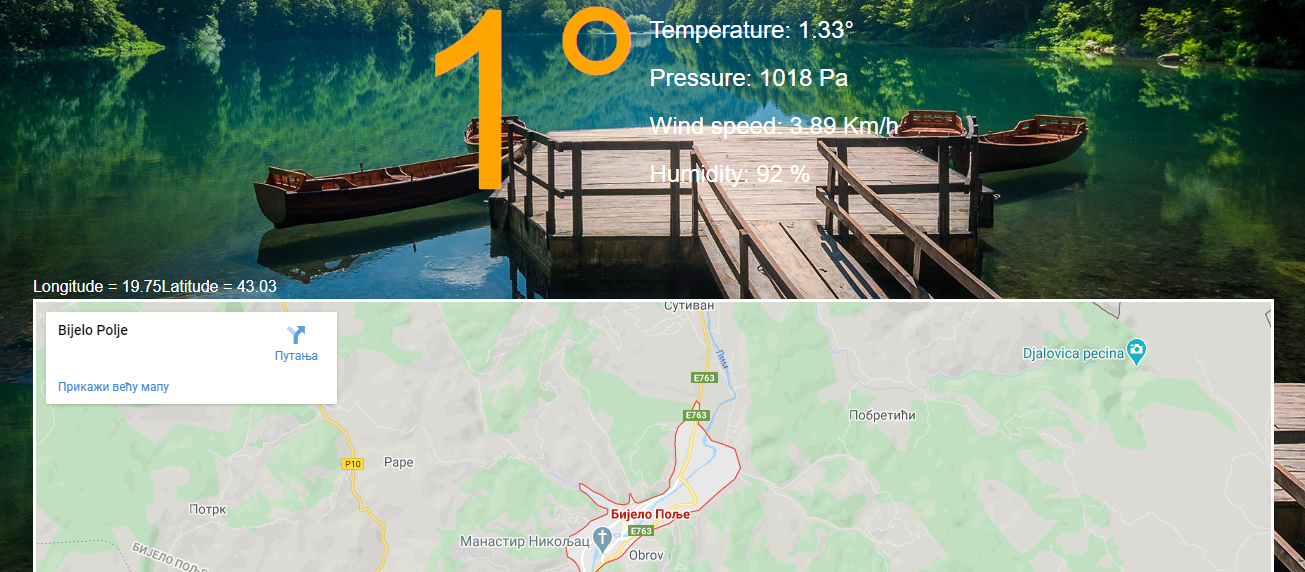 1°
Temperature: 1.33°
Pressure: 1018 Pa
Wind speed: 3.89 Km/h
Humidity: 92 %
Longitude = 19.75Latitude = 43.03
Bijelo Polje
Путања
Прикажи већу мапу
Сутиван
Лим
Djalovica pecina
E763
E763
Побретићи
P10
Рарe
Потрк
Бијело Поље
E763
Манастир Никољац
Obrov
БИЈЕЛО ПОЉЕ